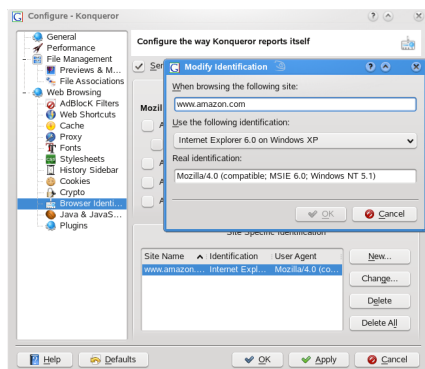 Configure - Konqueror
General
Performance
File Management
Previews & M...
File Associations
Web Browsing
AdBlocK Filters
Web Shortcuts
Cache
Proxy
Fonts
Stylesheets
History Sidebar
Cookies
Crypto
Browser Identi...
Java & JavaS...
Plugins
Configure the way Konqueror reports itself
Modify Identification
When browsing the following site:
www.amazon.com
Use the following identification:
Internet Explorer 6.0 on Windows XP
Real identification:
Mozilla/4.0 (compatible; MSIE 6.0; Windows NT 5.1)
OK
Cancel
Site Specific Identification
Site Name Identification User Agent
www.amazon.... Internet Expl... Mozilla/4.0 (co...
New...
Change...
Delete
Delete All
Help
Defaults
OK
Apply
Cancel